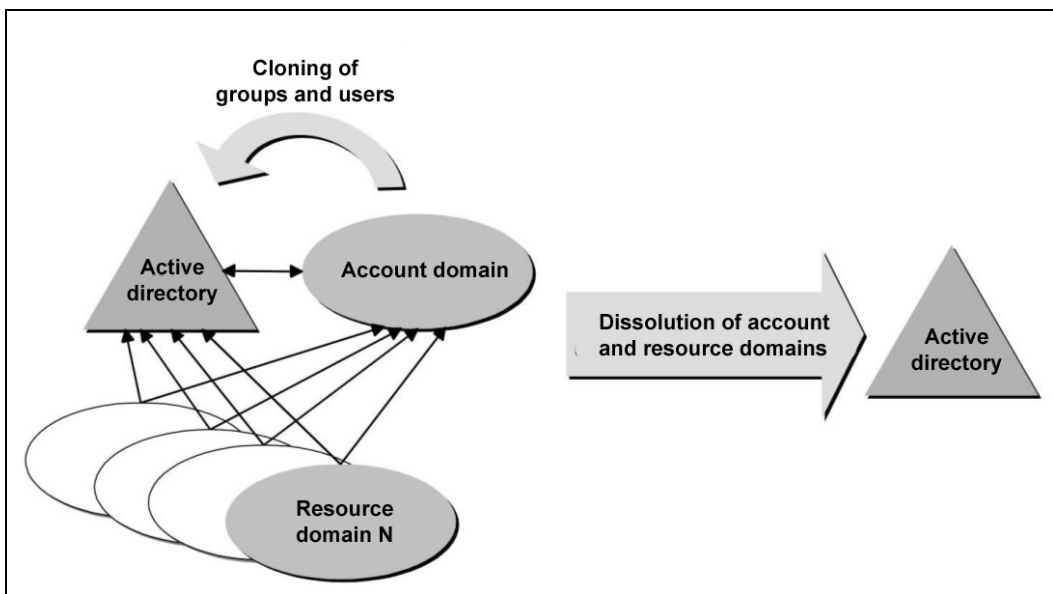 Cloning of
groups and users
Active
directory
Account domain
Resource
domain N
Dissolution of account
and resource domains
Active
directory